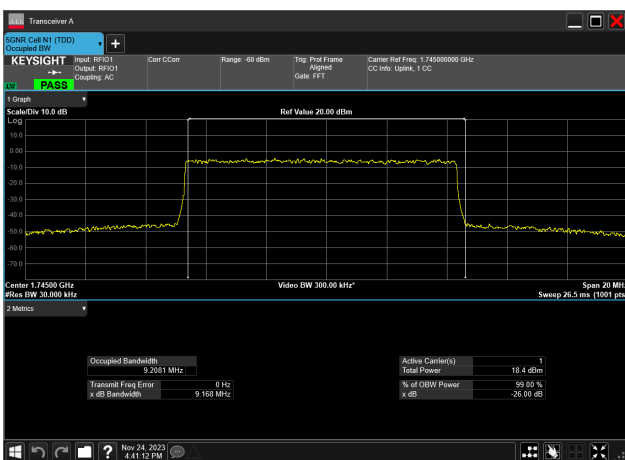 Transceiver A
5GNR Cell N1 (TDD)
Occupied BW
KEYSIGHT
LXI
PASS
Input: RFIO1
Output: RFIO1
Coupling: AC
Corr CCorr
Range: -60 dBm
Trig: Prot Frame
Aligned
Gate: FFT
Carrier Ref Freq: 1.745000000 GHz
CC Info: Uplink, 1 CC
1 Graph
Scale/Div 10.0 dB
Ref Value 20.00 dBm
Log
10.0
0.00
-10.0
-20.0
-30.0
-40.0
-50.0
-60.0
-70.0
Center 1.74500 GHz
Video BW 300.00 kHz*
Span 20 MHz
#Res BW 30.000 kHz
Sweep 26.5 ms (1001 pts
2 Metrics
Occupied Bandwidth
9.2081 MHz
Active Carrier(s) 1
Total Power 18.4 dBm
Transmit Freq Error 0 Hz
x dB Bandwidth 9.168 MHz
% of OBW Power 99.00 %
x dB -26.00 dB
Nov 24, 2023
4:41:12 PM